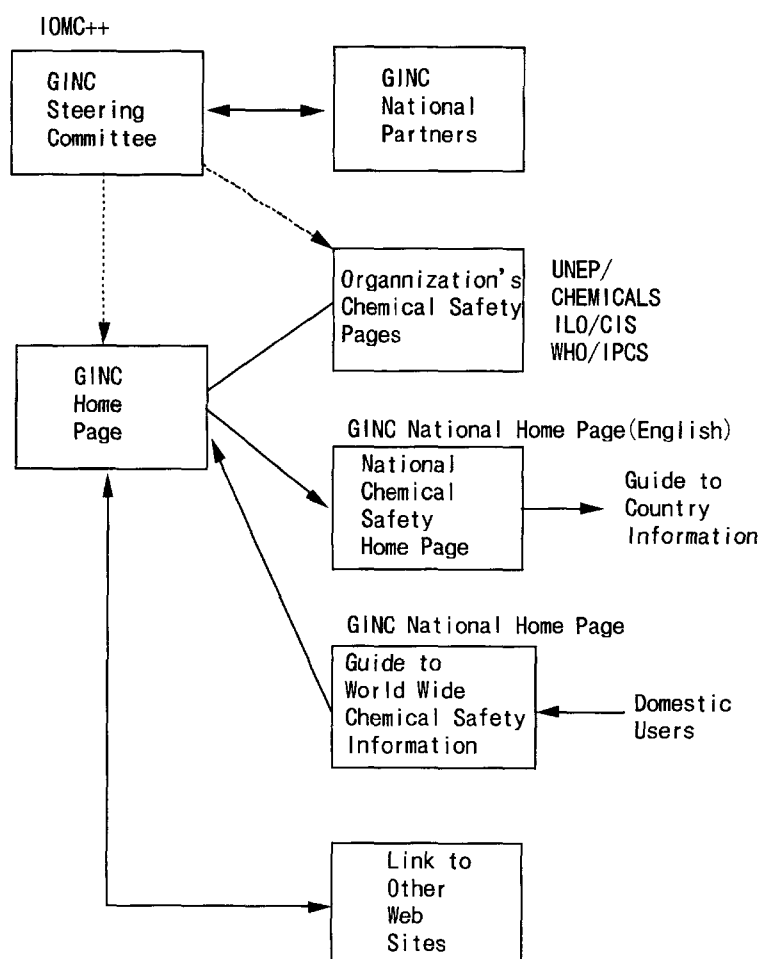 IOMC++
GINC
Steering
Committee
GINC
National
Partners
Organnization's
Chemical Safety
Pages
UNEP/
CHEMICALS
ILO/CIS
WHO/IPCS
GINC
Home
Page
GINC National Home Page(English)
National
Chemical
Safety
Home Page
Guide to
Country
Information
GINC National Home Page
Guide to
World Wide
Chemical Safety
Information
Domestic
Users
Link to
Other
Web
Sites